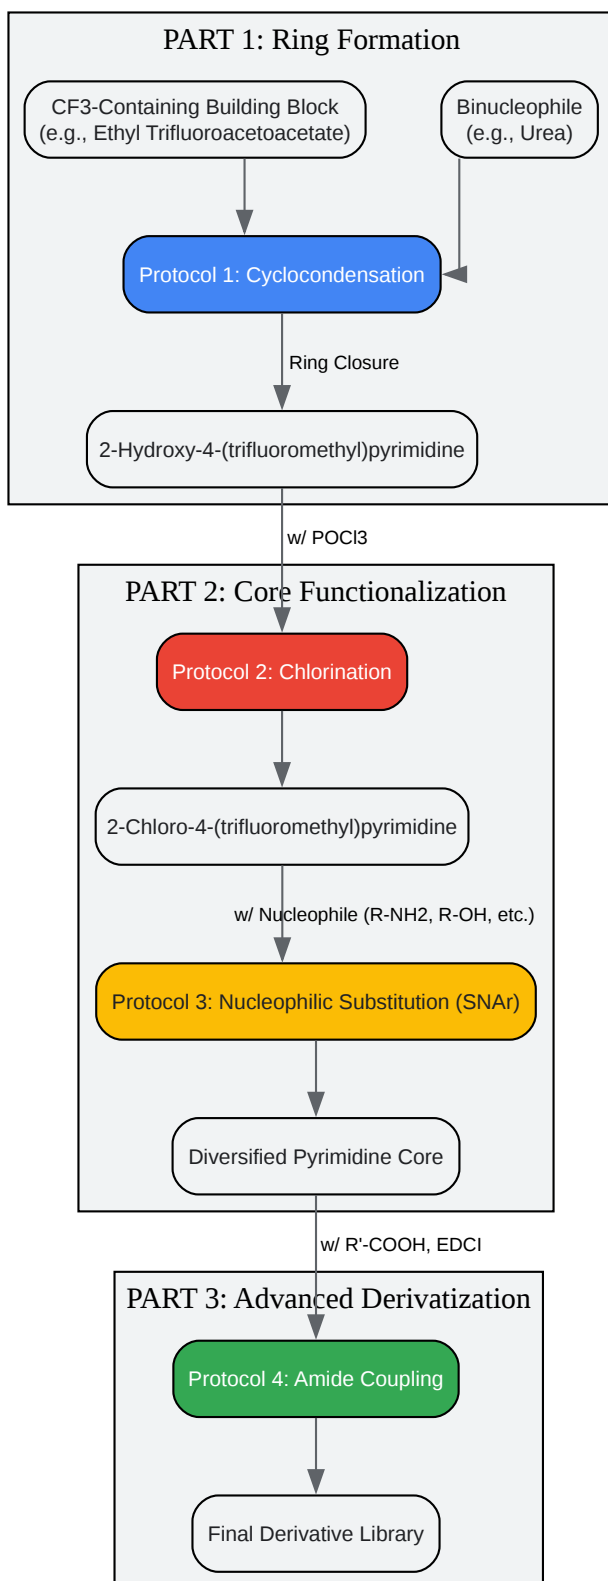 PART 1: Ring Formation
CF3-Containing Building Block
(e.g., Ethyl Trifluoroacetoacetate)
Binucleophile
(e.g., Urea)
Protocol 1: Cyclocondensation
Ring Closure
2-Hydroxy-4-(trifluoromethyl)pyrimidine
w/ POCl3
PART 2: Core Functionalization
Protocol 2: Chlorination
2-Chloro-4-(trifluoromethyl)pyrimidine
w/ Nucleophile (R-NH2, R-OH, etc.)
Protocol 3: Nucleophilic Substitution (SNAr)
Diversified Pyrimidine Core
w/ R'-COOH, EDCI
PART 3: Advanced Derivatization
Protocol 4: Amide Coupling
Final Derivative Library